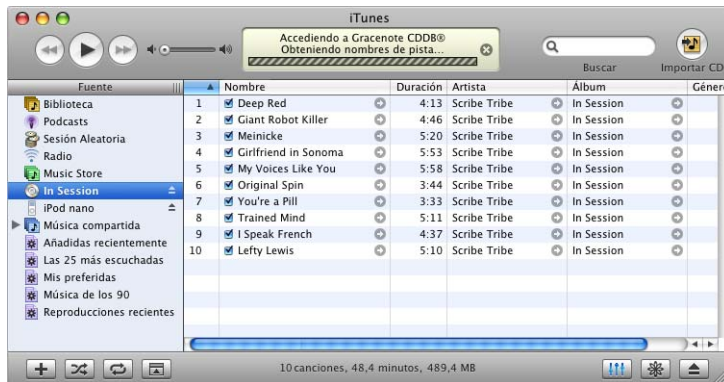 iTunes
Accediendo a Gracenote CDDB®
Obteniendo nombres de pista...
Buscar
Importar CD
Fuente
Nombre Duración Artista Álbum Géner
Biblioteca
Podcasts
Sesión Aleatoria
Radio
Music Store
In Session
iPod nano
Música compartida
Añadidas recientemente
Las 25 más escuchadas
Mis preferidas
Música de los 90
Reproducciones recientes
1 Deep Red 4:13 Scribe Tribe In Session
2 Giant Robot Killer 4:46 Scribe Tribe In Session
3 Meinicke 5:20 Scribe Tribe In Session
4 Girlfriend in Sonoma 5:53 Scribe Tribe In Session
5 My Voices Like You 5:58 Scribe Tribe In Session
6 Original Spin 3:44 Scribe Tribe In Session
7 You're a Pill 3:33 Scribe Tribe In Session
8 Trained Mind 5:11 Scribe Tribe In Session
9 I Speak French 4:37 Scribe Tribe In Session
10 Lefty Lewis 5:10 Scribe Tribe In Session
10 canciones, 48,4 minutos, 489,4 MB